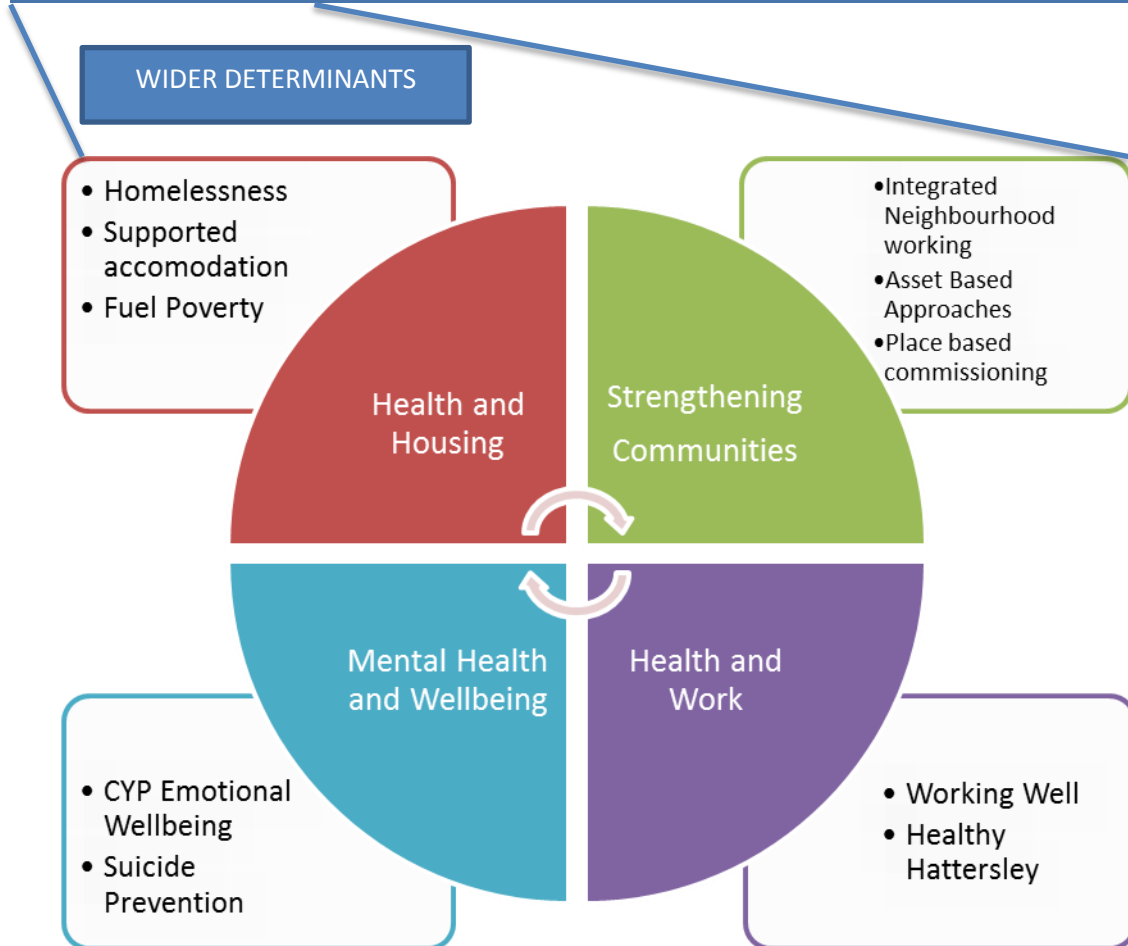 WIDER DETERMINANTS
• Homelessness
• Supported
accomodation
• Fuel Poverty
•Integrated
Neighbourhood
working
•Asset Based
Approaches
•Place based
commissioning
Health and
Housing
Strengthening
Communities
Mental Health
and Wellbeing
Health and
Work
• CYP Emotional
Wellbeing
• Suicide
Prevention
• Working Well
• Healthy
Hattersley